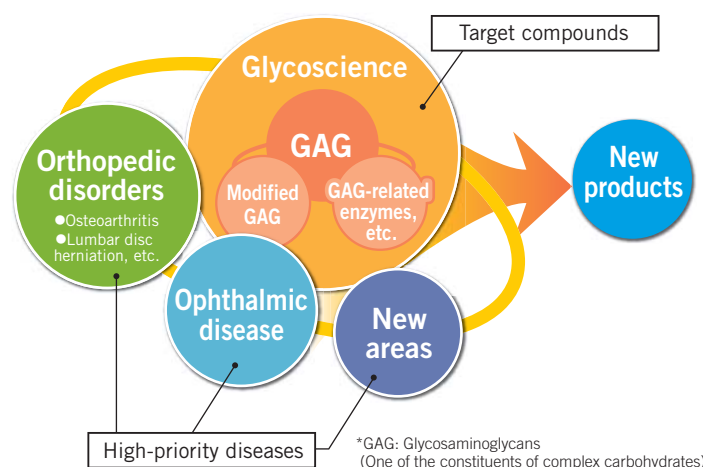 Target compounds
Glycoscience
GAG
Modified
GAG
GAG-related
enzymes,
etc.
Orthopedic
disorders
●Osteoarthritis
●Lumbar disc
herniation, etc.
New
products
Ophthalmic
disease
New
areas
High-priority diseases
*GAG: Glycosaminoglycans
(One of the constituents of complex carbohydrates)